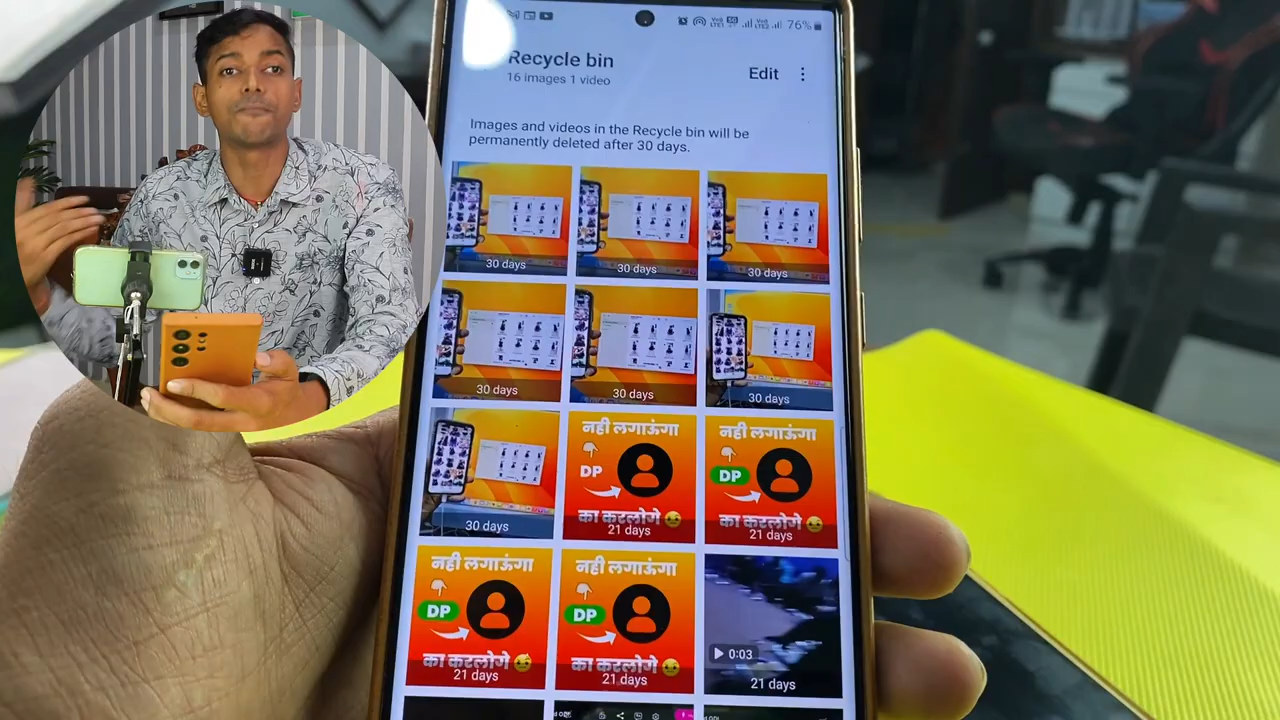 76%
Recycle bin
16 images 1 video
Edit
Images and videos in the Recycle bin will be
permanently deleted after 30 days.
30 days
30 days
30 days
30 days
30 days
30 days
30 days
नही लगाऊंगा
DP
का करलोगे
21 days
नही लगाऊंगा
DP
का करलोगे
21 days
नही लगाऊंगा
DP
का करलोगे
21 days
नही लगाऊंगा
DP
का करलोगे
21 days
0:03
21 days